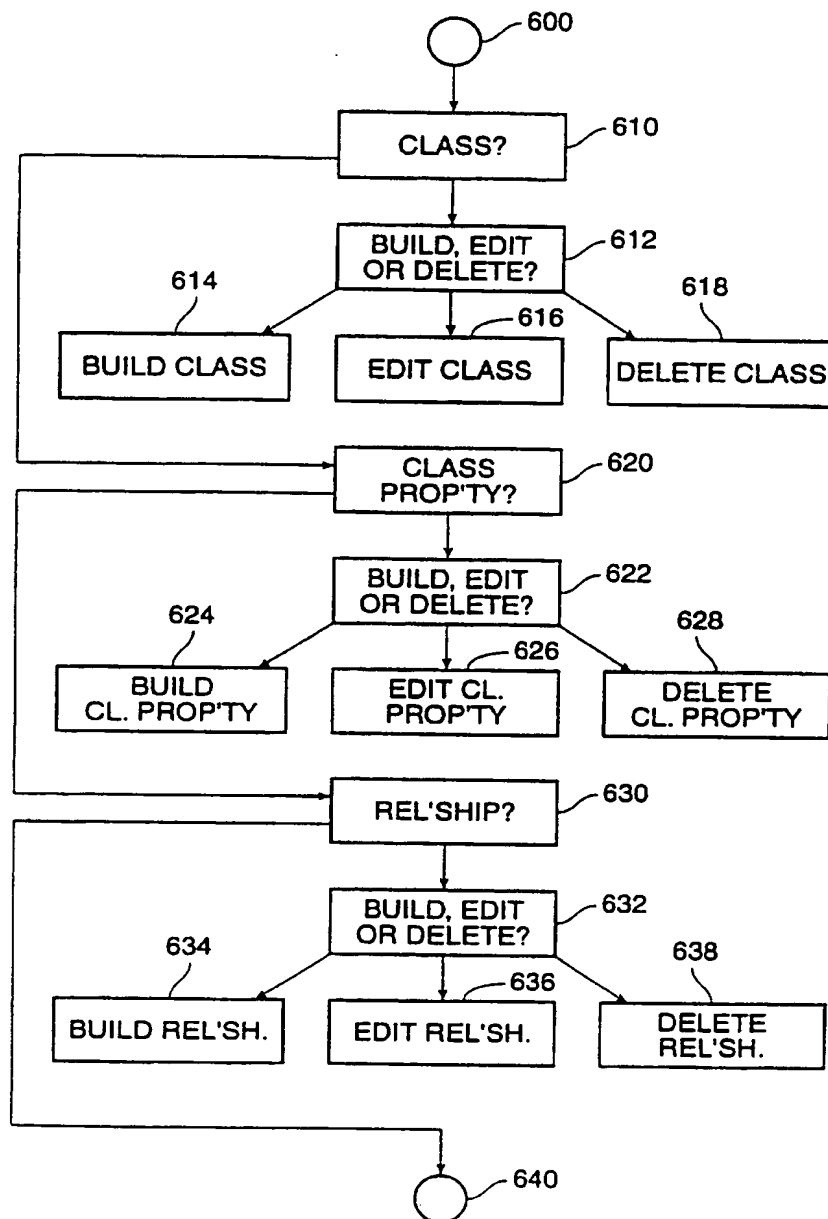 600
CLASS?
610
BUILD, EDIT
OR DELETE?
612
614
616
618
BUILD CLASS
EDIT CLASS
DELETE CLASS
CLASS
PROP'TY?
620
BUILD, EDIT
OR DELETE?
622
624
626
628
BUILD
CL. PROP'TY
EDIT CL.
PROP'TY
DELETE
CL. PROP'TY
REL'SHIP?
630
BUILD, EDIT
OR DELETE?
632
634
636
638
BUILD REL'SH.
EDIT REL'SH.
DELETE
REL'SH.
640